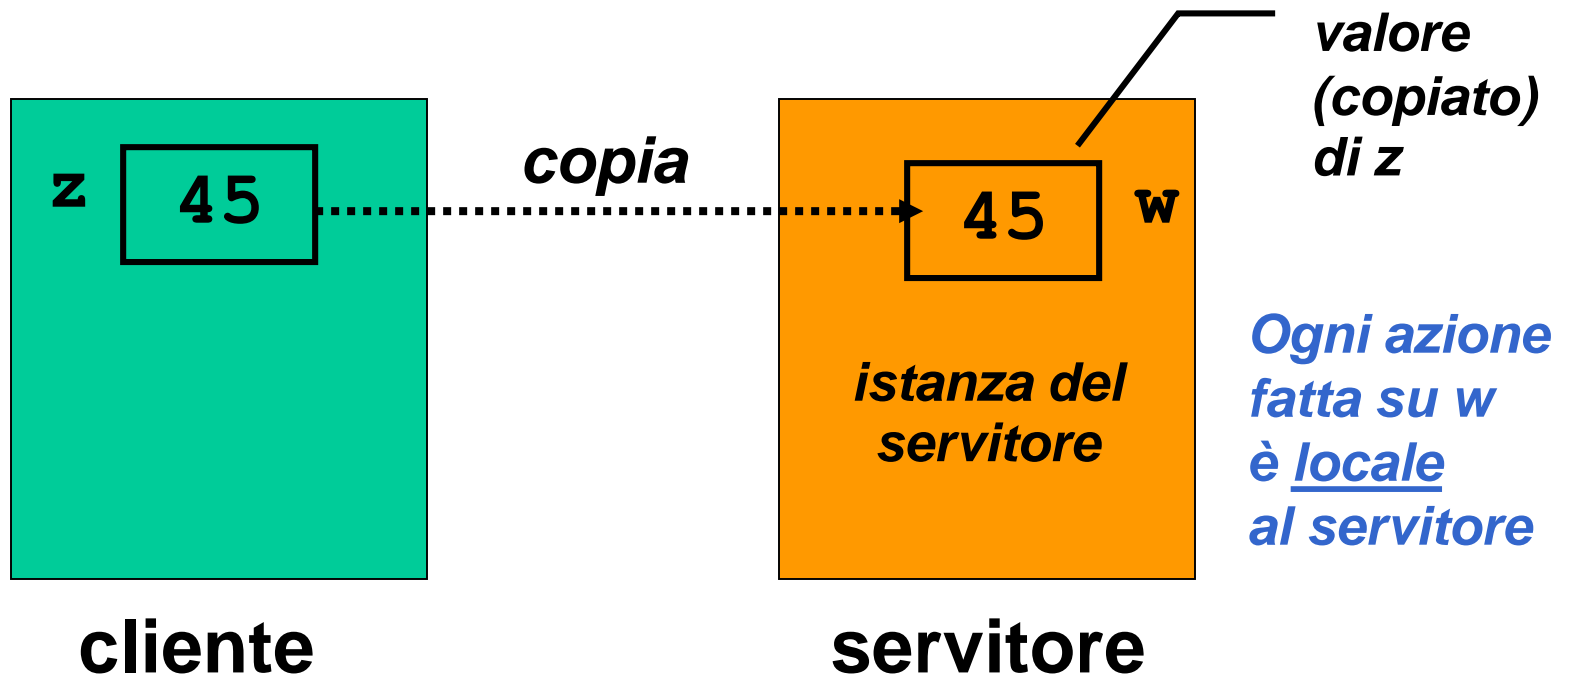 valore
(copiato)
di z
z
45
copia
45
w
istanza del
servitore
Ogni azione
fatta su w
è locale
al servitore
cliente
servitore